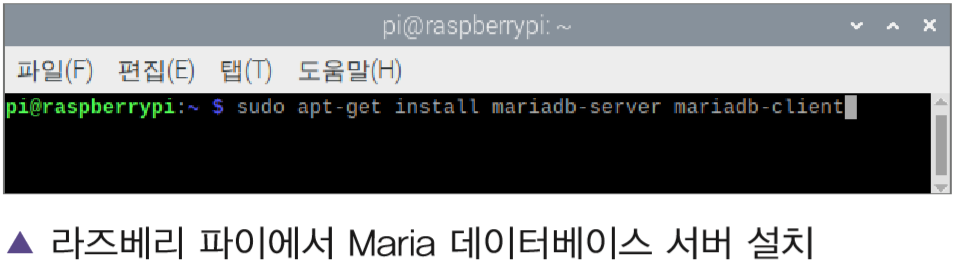 pi@raspberrypi: ~
파일(F) 편집(E) 탭(T) 도움말(H)
pi@raspberrypi:~ $ sudo apt-get install mariadb-server mariadb-client
▲ 라즈베리 파이에서 Maria 데이터베이스 서버 설치